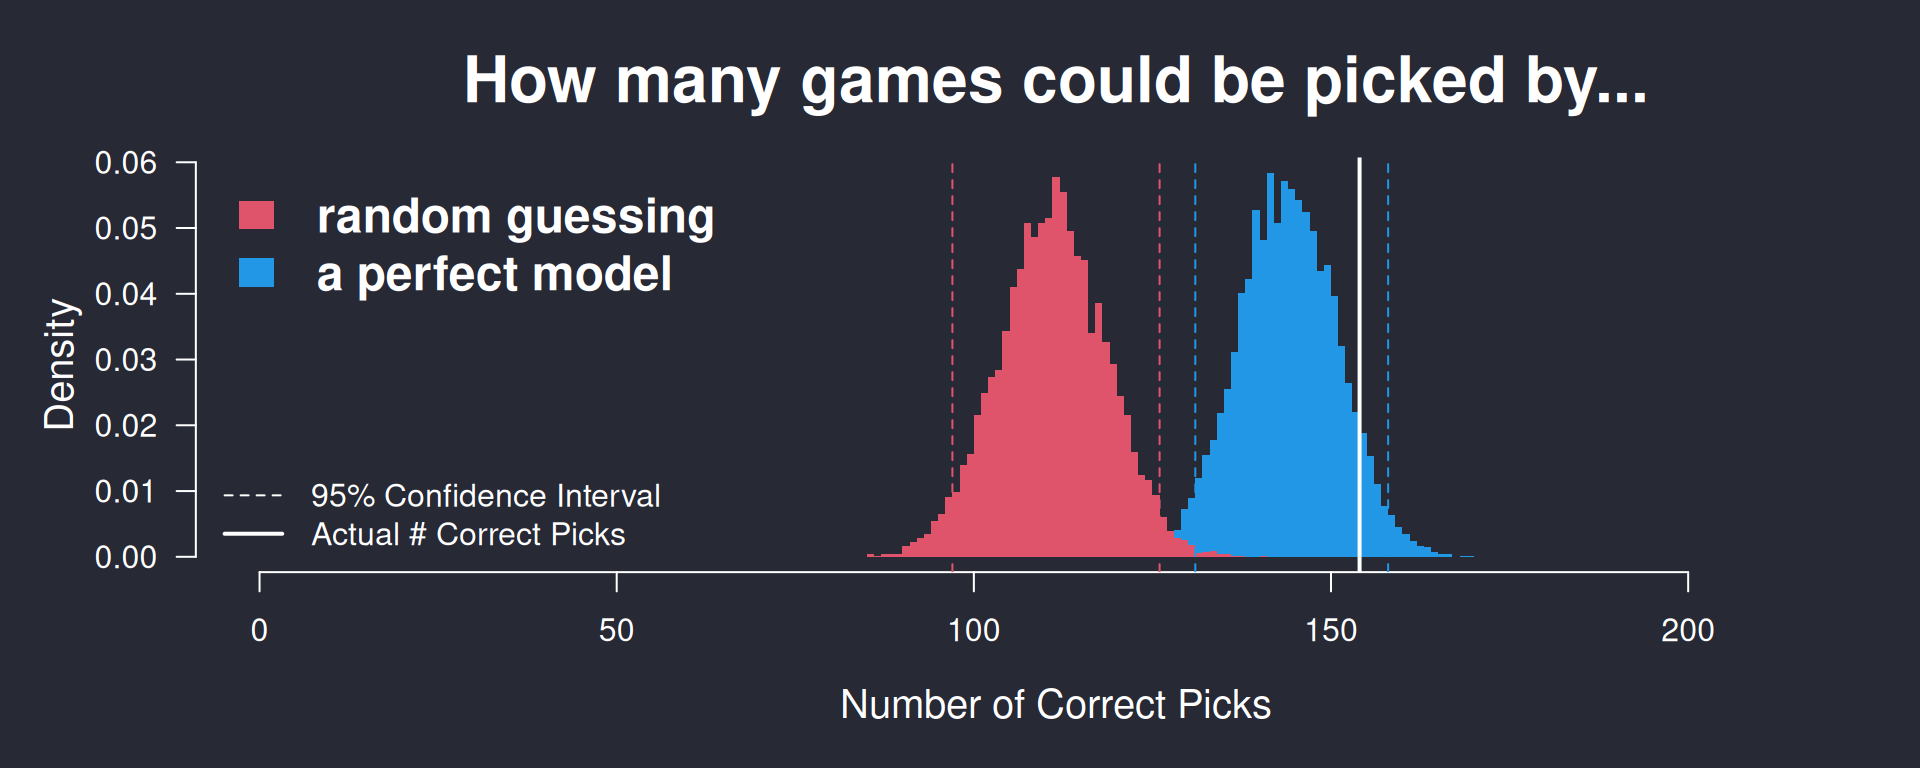 How many games could be picked by...
0.06
0.05
0.04
0.03
0.02
0.01
0.00
Density
random guessing
a perfect model
95% Confidence Interval
Actual # Correct Picks
0 50 100 150 200
Number of Correct Picks